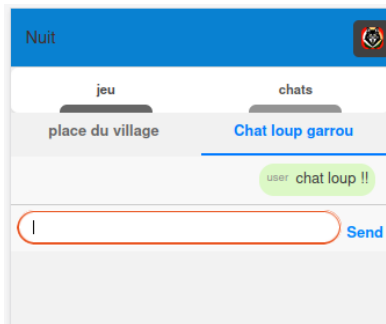 Nuit
jeu chats
place du village Chat loup garrou
user chat loup !!
Send